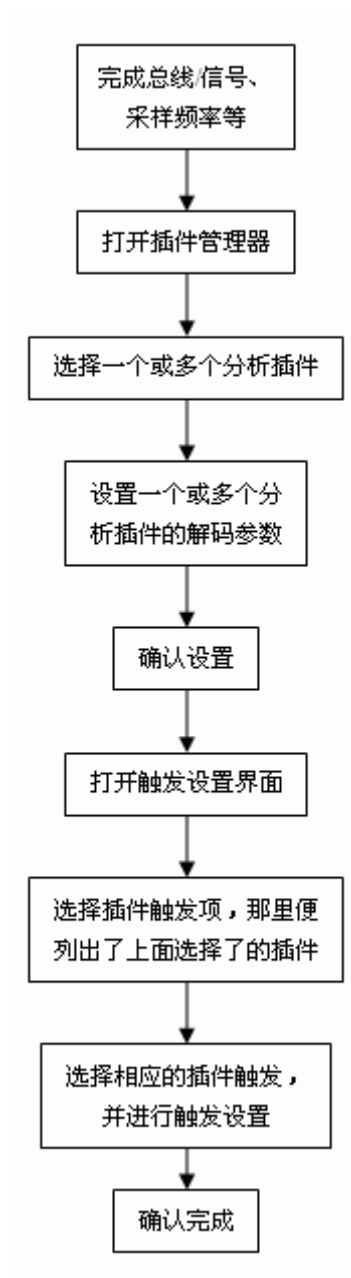 完成总线/信号、
采样频率等
打开插件管理器
选择一个或多个分析插件
设置一个或多个分
析插件的解码参数
确认设置
打开触发设置界面
选择插件触发项，那里便
列出了上面选择了的插件
选择相应的插件触发，
并进行触发设置
确认完成